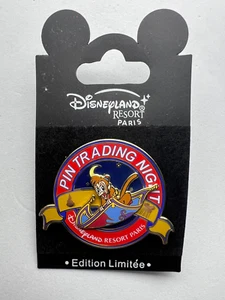 Disneyland
RESORT
PARIS
PIN TRADING NIGHT
Disneyland RESORT PARIS
• Edition Limitée •